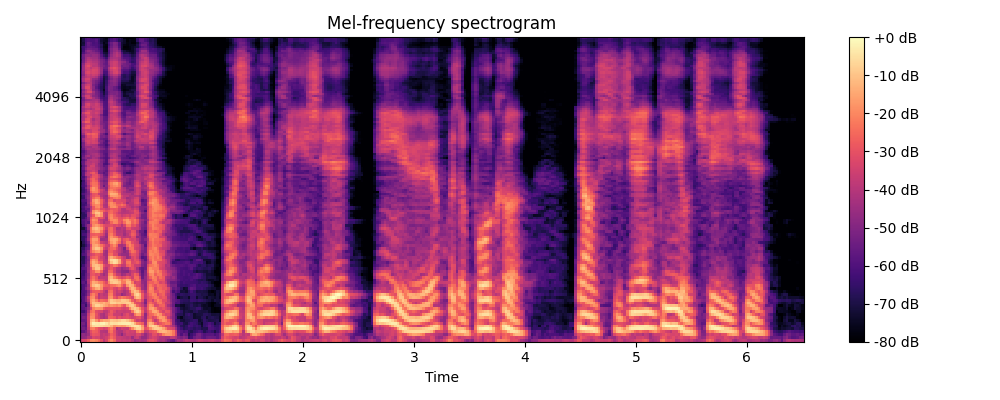 Mel-frequency spectrogram
+0 dB
-10 dB
-20 dB
-30 dB
-40 dB
-50 dB
-60 dB
-70 dB
-80 dB
Hz
4096
2048
1024
512
0
0 1 2 3 4 5 6
Time